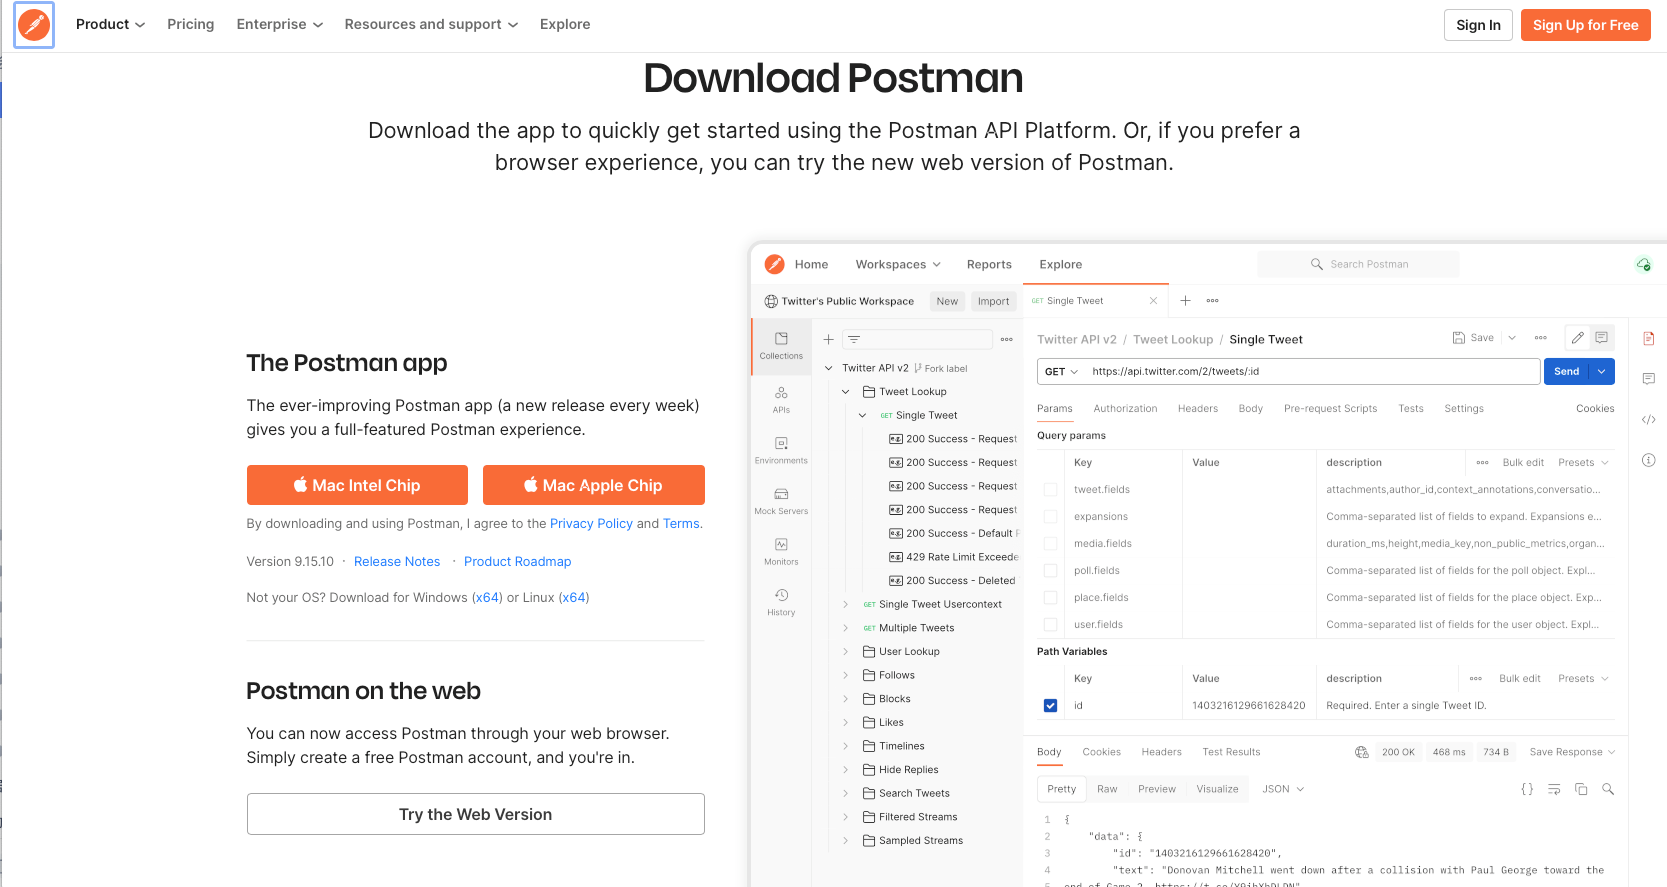 Product
Pricing
Enterprise
Resources and support
Explore
Sign In
Sign Up for Free
Download Postman
Download the app to quickly get started using the Postman API Platform. Or, if you prefer a
browser experience, you can try the new web version of Postman.
The Postman app
The ever-improving Postman app (a new release every week)
gives you a full-featured Postman experience.
Mac Intel Chip
Mac Apple Chip
By downloading and using Postman, I agree to the Privacy Policy and Terms.
Version 9.15.10 · Release Notes · Product Roadmap
Not your OS? Download for Windows (x64) or Linux (x64)
Postman on the web
You can now access Postman through your web browser.
Simply create a free Postman account, and you're in.
Try the Web Version
Home
Workspaces
Reports
Explore
Search Postman
Twitter's Public Workspace
New
Import
GET Single Tweet
Collections
APIs
Environments
Mock Servers
Monitors
History
Twitter API v2 Fork label
Tweet Lookup
GET Single Tweet
200 Success - Request
200 Success - Request
200 Success - Request
200 Success - Request
200 Success - Default
429 Rate Limit Exceede
200 Success - Deleted
GET Single Tweet Usercontext
GET Multiple Tweets
User Lookup
Follows
Blocks
Likes
Timelines
Hide Replies
Search Tweets
Filtered Streams
Sampled Streams
Twitter API v2 / Tweet Lookup / Single Tweet
Save
GET
https://api.twitter.com/2/tweets/:id
Send
Params Authorization Headers Body Pre-request Scripts Tests Settings Cookies
Query params
Key Value description Bulk edit Presets
tweet.fields attachments,author_id,context_annotations,conversatio...
expansions Comma-separated list of fields to expand. Expansions e...
media.fields duration_ms,height,media_key,non_public_metrics,organ...
poll.fields Comma-separated list of fields for the poll object. Expl...
place.fields Comma-separated list of fields for the place object. Exp...
user.fields Comma-separated list of fields for the user object. Expl...
Path Variables
Key Value description Bulk edit Presets
id 1403216129661628420 Required. Enter a single Tweet ID.
Body Cookies Headers Test Results 200 OK 468 ms 734 B Save Response
Pretty Raw Preview Visualize JSON
1 {
2 "data": {
3 "id": "1403216129661628420",
4 "text": "Donovan Mitchell went down after a collision with Paul George toward the